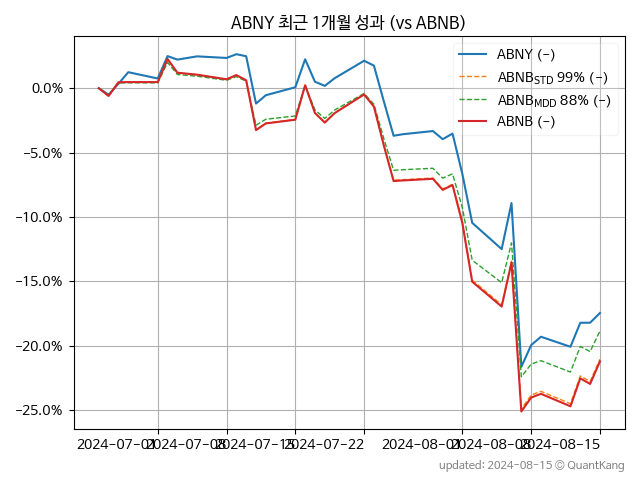 ABNY 최근 1개월 성과 (vs ABNB)
ABNY (-)
ABNB_STD 99% (-)
ABNB_MDD 88% (-)
ABNB (-)
0.0%
−5.0%
−10.0%
−15.0%
−20.0%
−25.0%
2024-07-01 2024-07-08 2024-07-15 2024-07-22 2024-08-01 2024-08-08 2024-08-15
updated: 2024-08-15 © QuantKang